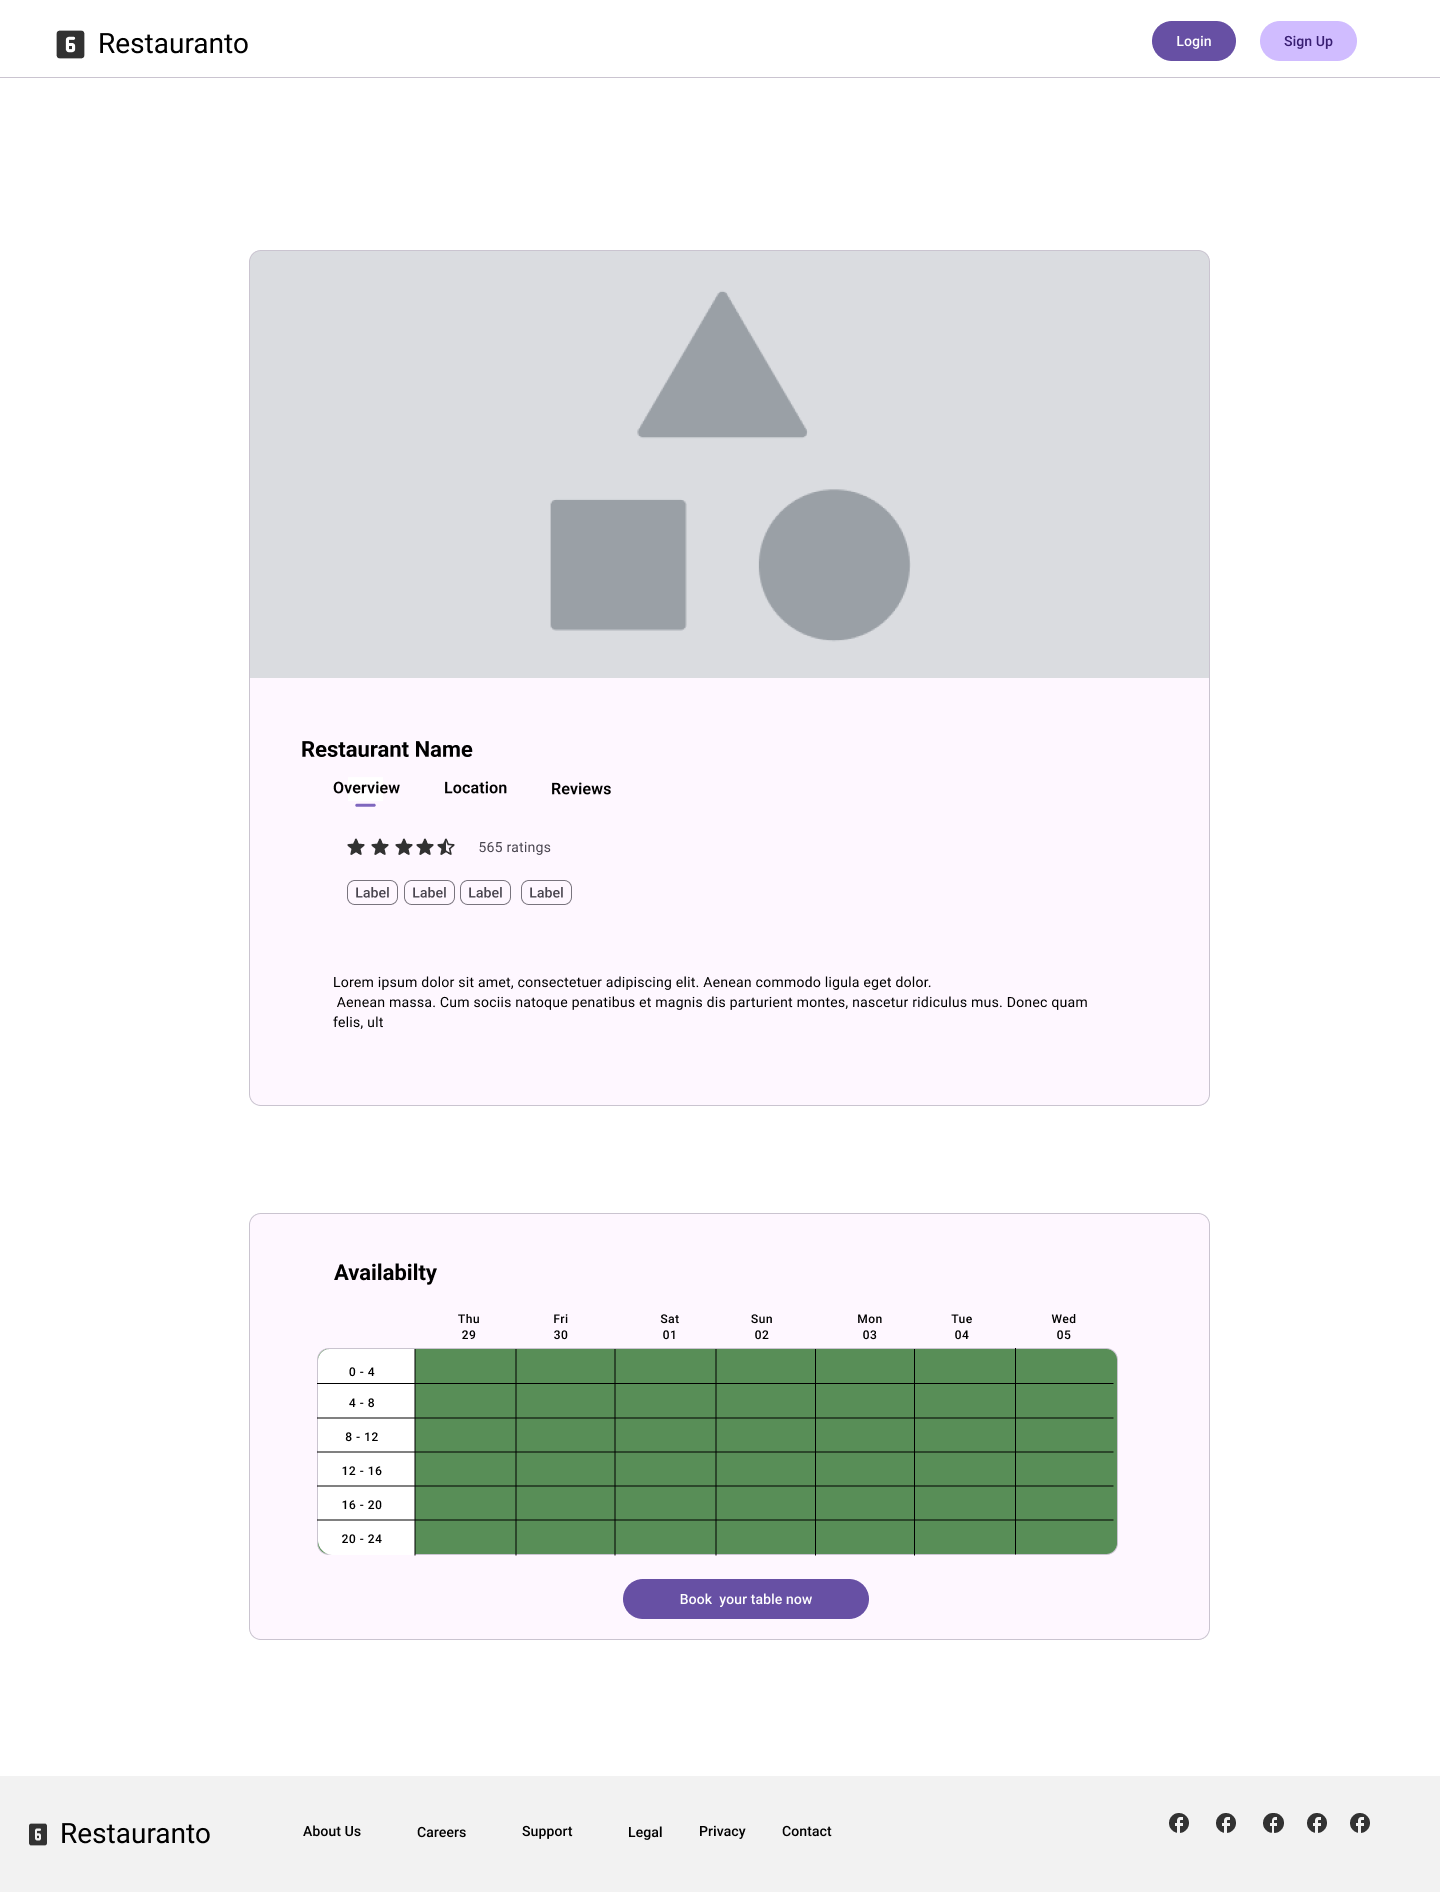 6 Restauranto
Login
Sign Up
Restaurant Name
Overview Location Reviews
565 ratings
Label Label Label Label
Lorem ipsum dolor sit amet, consectetuer adipiscing elit. Aenean commodo ligula eget dolor.
Aenean massa. Cum sociis natoque penatibus et magnis dis parturient montes, nascetur ridiculus mus. Donec quam
felis, ult
Availabilty
Thu Fri Sat Sun Mon Tue Wed
29 30 01 02 03 04 05
0 - 4
4 - 8
8 - 12
12 - 16
16 - 20
20 - 24
Book your table now
6 Restauranto
About Us Careers Support Legal Privacy Contact